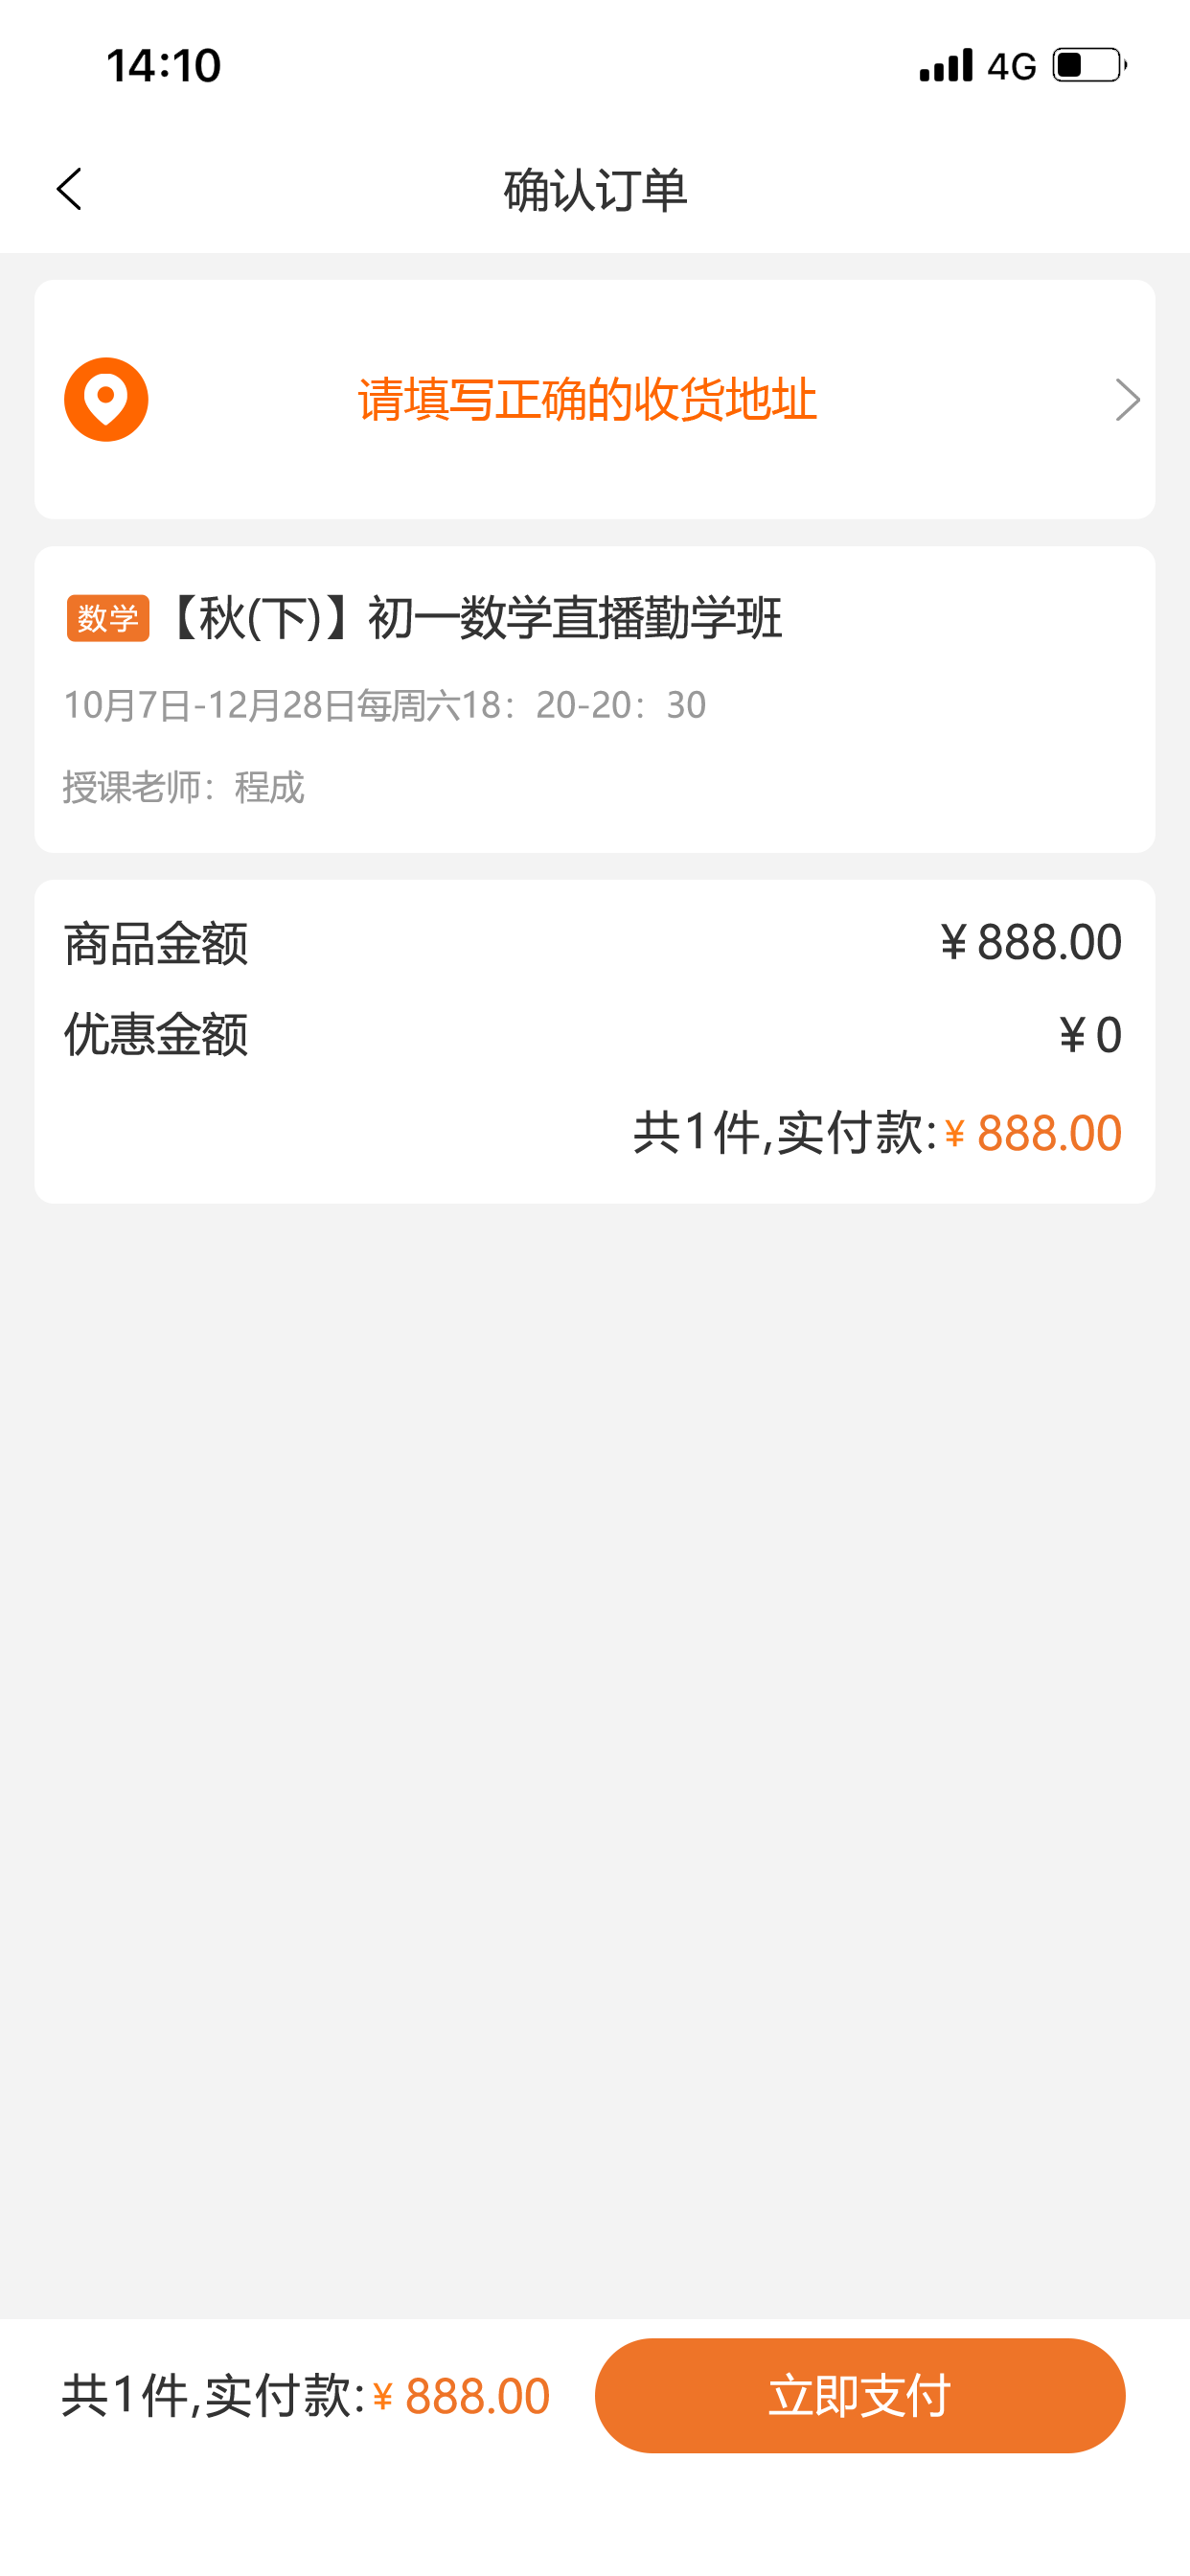 14:10
4G
确认订单
请填写正确的收货地址
数学【秋(下)】初一数学直播勤学班
10月7日-12月28日每周六18：20-20：30
授课老师：程成
商品金额 ¥888.00
优惠金额 ¥0
共1件,实付款:¥888.00
共1件,实付款:¥888.00
立即支付